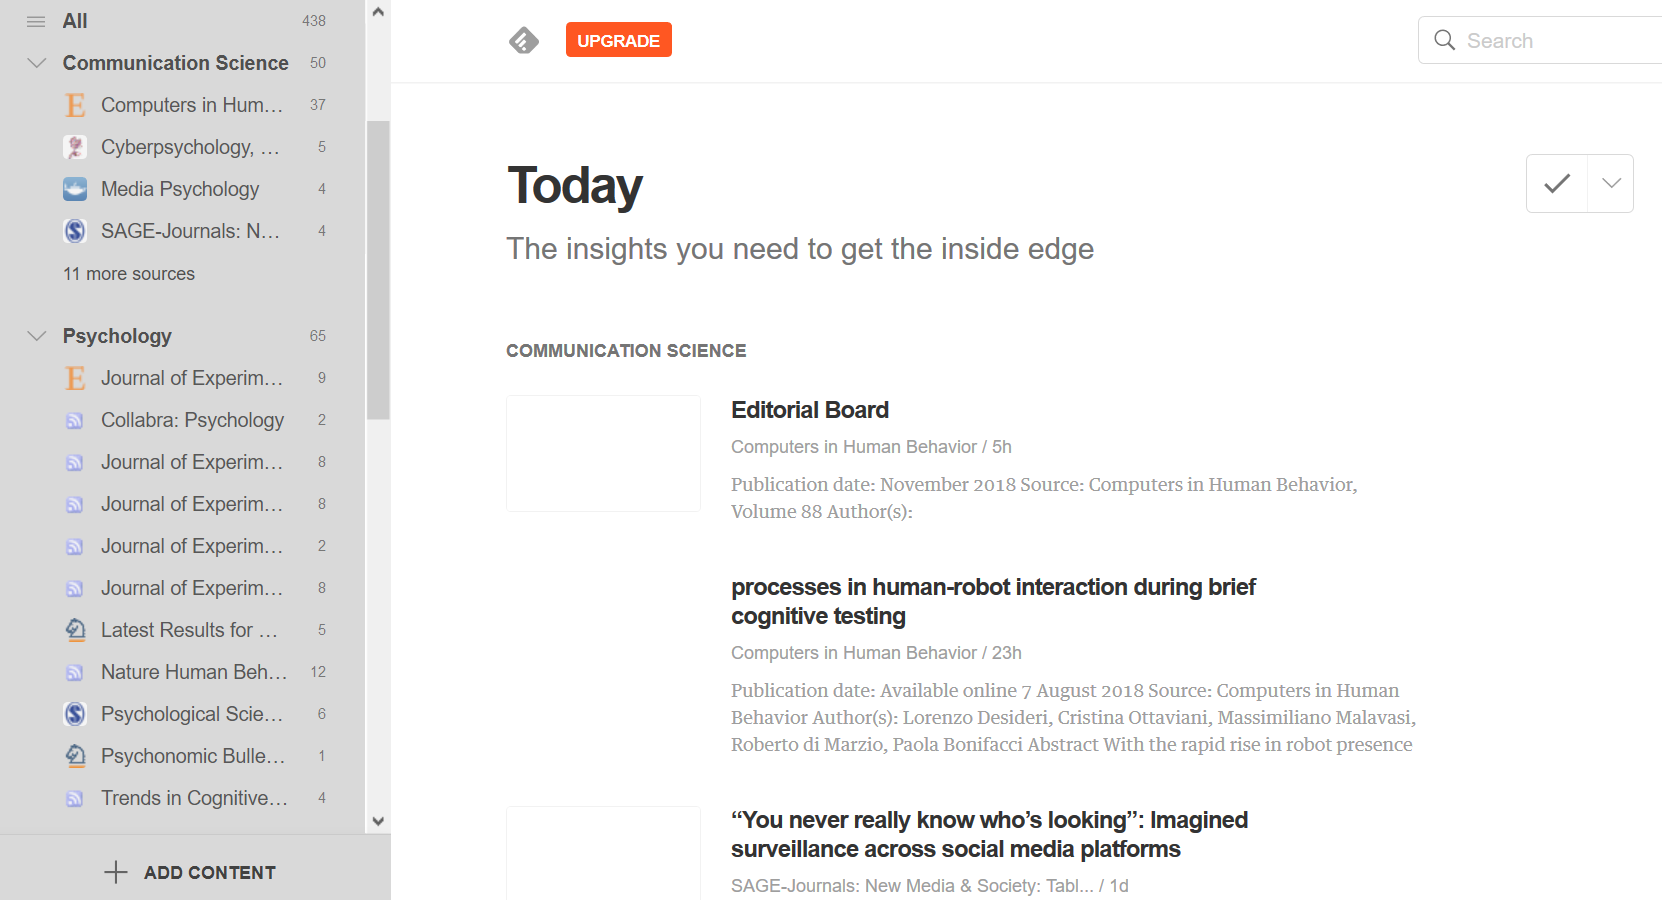 All 438
Communication Science 50
Computers in Hum... 37
Cyberpsychology, ... 5
Media Psychology 4
SAGE-Journals: N... 4
11 more sources
Psychology 65
Journal of Experim... 9
Collabra: Psychology 2
Journal of Experim... 8
Journal of Experim... 8
Journal of Experim... 2
Journal of Experim... 8
Latest Results for ... 5
Nature Human Beh... 12
Psychological Scie... 6
Psychonomic Bulle... 1
Trends in Cognitive... 4
ADD CONTENT
UPGRADE
Search
Today
The insights you need to get the inside edge
COMMUNICATION SCIENCE
Editorial Board
Computers in Human Behavior / 5h
Publication date: November 2018 Source: Computers in Human Behavior,
Volume 88 Author(s):
processes in human-robot interaction during brief
cognitive testing
Computers in Human Behavior / 23h
Publication date: Available online 7 August 2018 Source: Computers in Human
Behavior Author(s): Lorenzo Desideri, Cristina Ottaviani, Massimiliano Malavasi,
Roberto di Marzio, Paola Bonifacci Abstract With the rapid rise in robot presence
“You never really know who’s looking”: Imagined
surveillance across social media platforms
SAGE-Journals: New Media & Society: Tabl... / 1d